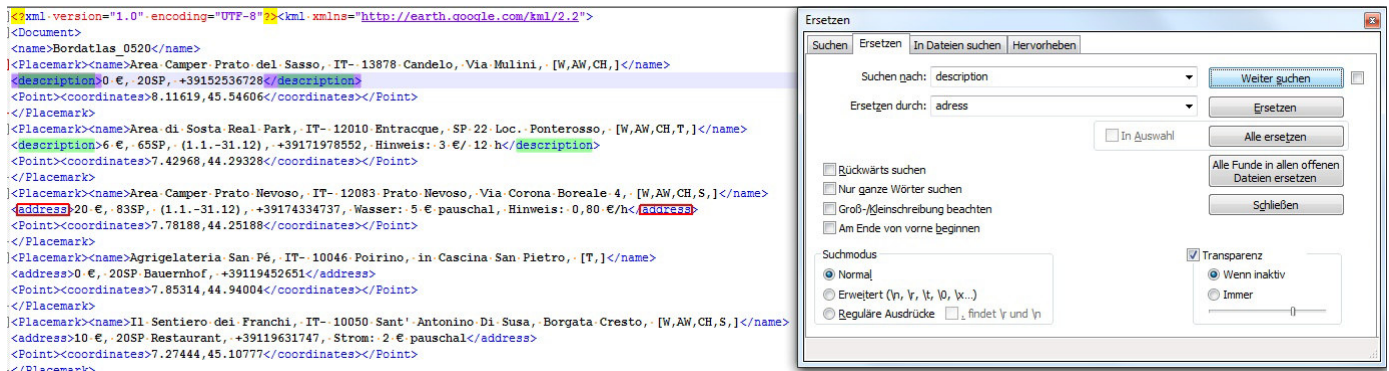 <?xml version="1.0" encoding="UTF-8"?><kml xmlns="http://earth.google.com/kml/2.2">
<Document>
<name>Bordatlas_0520</name>
<Placemark><name>Area Camper Prato del Sasso, IT- 13878 Candelo, Via Mulini, [W,AW,CH,]</name>
<description>0 €, 20SP, +39152536728</description>
<Point><coordinates>8.11619,45.54606</coordinates></Point>
</Placemark>
<Placemark><name>Area di Sosta Real Park, IT- 12010 Entracque, SP 22 Loc. Ponterosso, [W,AW,CH,T,]</name>
<description>6 €, 65SP, (1.1.-31.12), +39171978552, Hinweis: 3 €/ 12 h</description>
<Point><coordinates>7.42968,44.29328</coordinates></Point>
</Placemark>
<Placemark><name>Area Camper Prato Nevoso, IT- 12083 Prato Nevoso, Via Corona Boreale 4, [W,AW,CH,S,]</name>
<address>20 €, 83SP, (1.1.-31.12), +39174334737, Wasser: 5 € pauschal, Hinweis: 0,80 €/h</address>
<Point><coordinates>7.78188,44.25188</coordinates></Point>
</Placemark>
<Placemark><name>Agrigelateria San Pé, IT- 10046 Poirino, in Cascina San Pietro, [T,]</name>
<address>0 €, 20SP Bauernhof, +39119452651</address>
<Point><coordinates>7.85314,44.94004</coordinates></Point>
</Placemark>
<Placemark><name>Il Sentiero dei Franchi, IT- 10050 Sant' Antonino Di Susa, Borgata Cresto, [W,AW,CH,S,]</name>
<address>10 €, 20SP Restaurant, +39119631747, Strom: 2 € pauschal</address>
<Point><coordinates>7.27444,45.10777</coordinates></Point>
</Placemark>
Ersetzen
Suchen Ersetzen In Dateien suchen Hervorheben
Suchen nach: description Weiter suchen
Ersetzen durch: adress Ersetzen
In Auswahl Alle ersetzen
Alle Funde in allen offenen
Dateien ersetzen
Schließen
Rückwärts suchen
Nur ganze Wörter suchen
Groß-/Kleinschreibung beachten
Am Ende von vorne beginnen
Suchmodus Transparenz
Normal Wenn inaktiv
Erweitert (\n, \r, \t, \0, \x...) Immer
Reguläre Ausdrücke . findet \r und \n